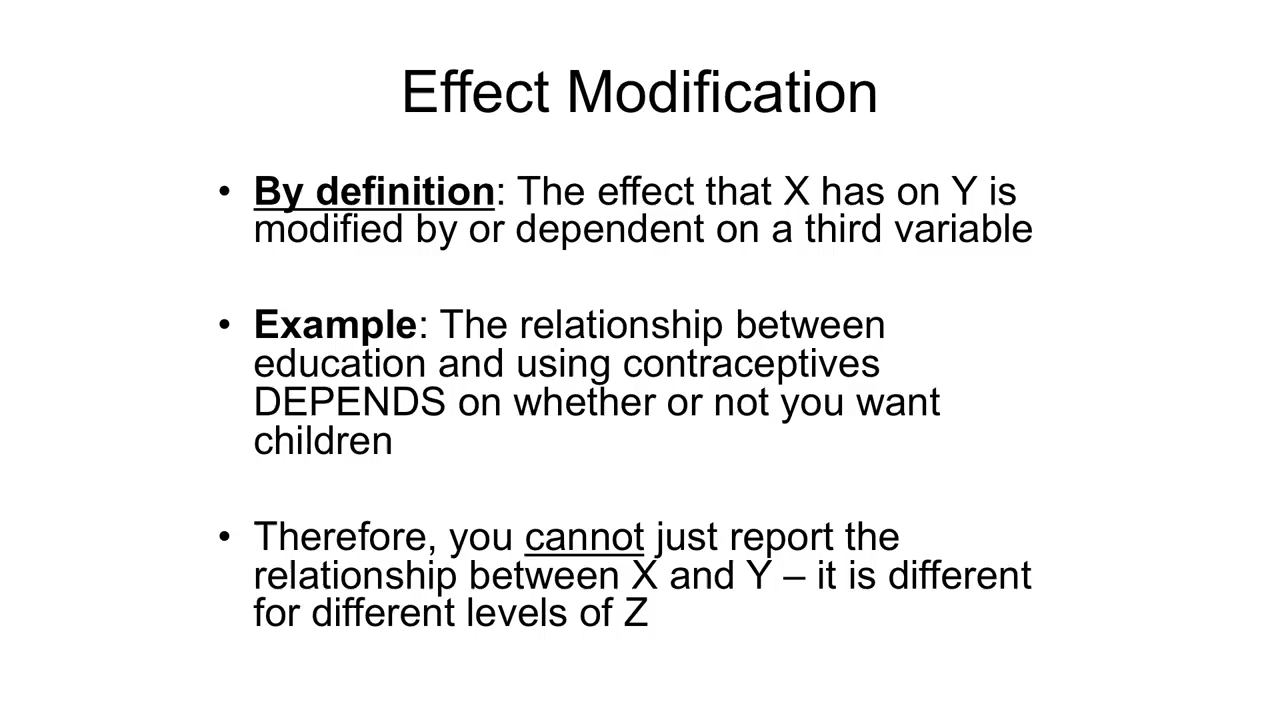 Effect Modification
• By definition: The effect that X has on Y is
modified by or dependent on a third variable
• Example: The relationship between
education and using contraceptives
DEPENDS on whether or not you want
children
• Therefore, you cannot just report the
relationship between X and Y – it is different
for different levels of Z